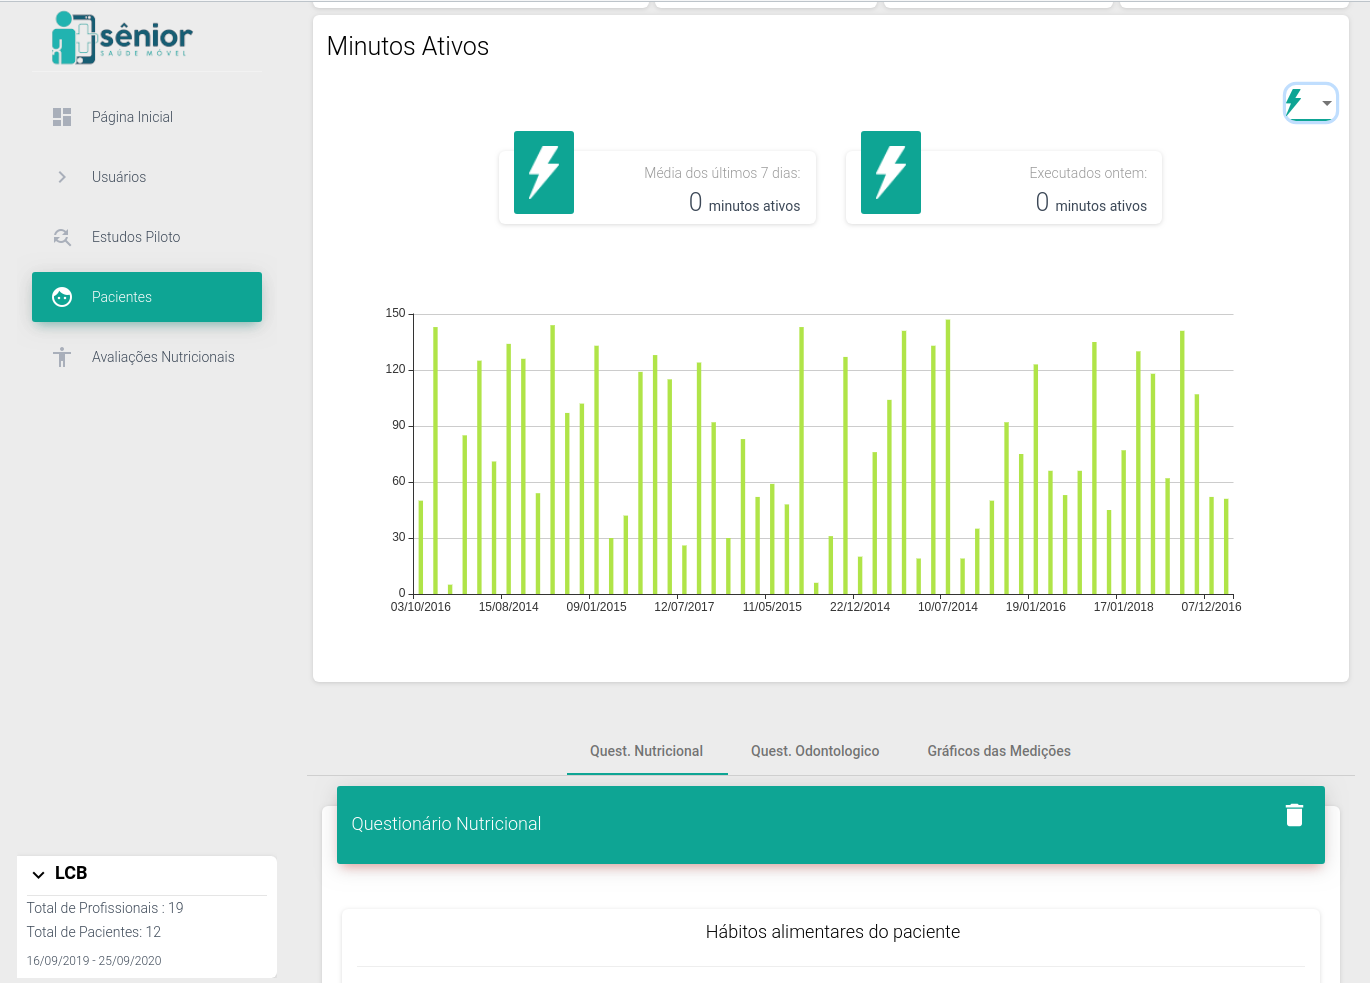 sênior
SAÚDE MÓVEL
Página Inicial
Usuários
Estudos Piloto
Pacientes
Avaliações Nutricionais
LCB
Total de Profissionais : 19
Total de Pacientes: 12
16/09/2019 - 25/09/2020
Minutos Ativos
Média dos últimos 7 dias:
0 minutos ativos
Executados ontem:
0 minutos ativos
150
120
90
60
30
0
03/10/2016 15/08/2014 09/01/2015 12/07/2017 11/05/2015 22/12/2014 10/07/2014 19/01/2016 17/01/2018 07/12/2016
Quest. Nutricional Quest. Odontologico Gráficos das Medições
Questionário Nutricional
Hábitos alimentares do paciente